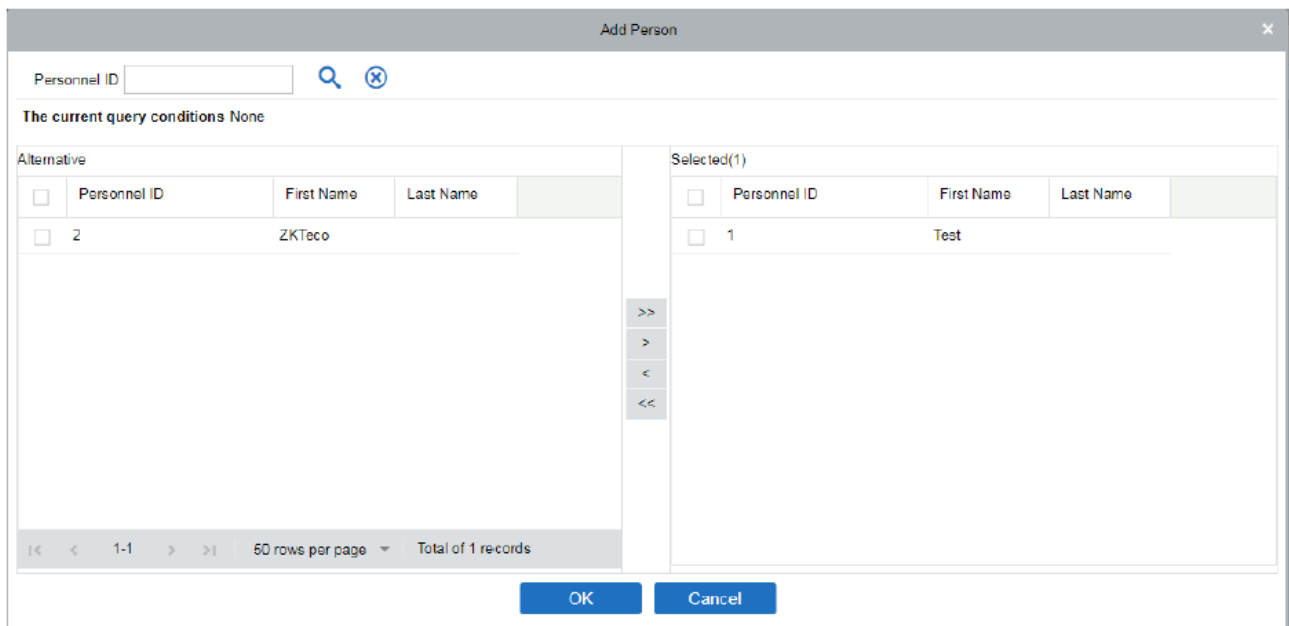 Add Person ×
Personnel ID
The current query conditions None
Alternative
Personnel ID First Name Last Name
2 ZKTeco
>>
>
<
<<
Selected(1)
Personnel ID First Name Last Name
1 Test
|< < 1-1 > >| 50 rows per page Total of 1 records
OK Cancel